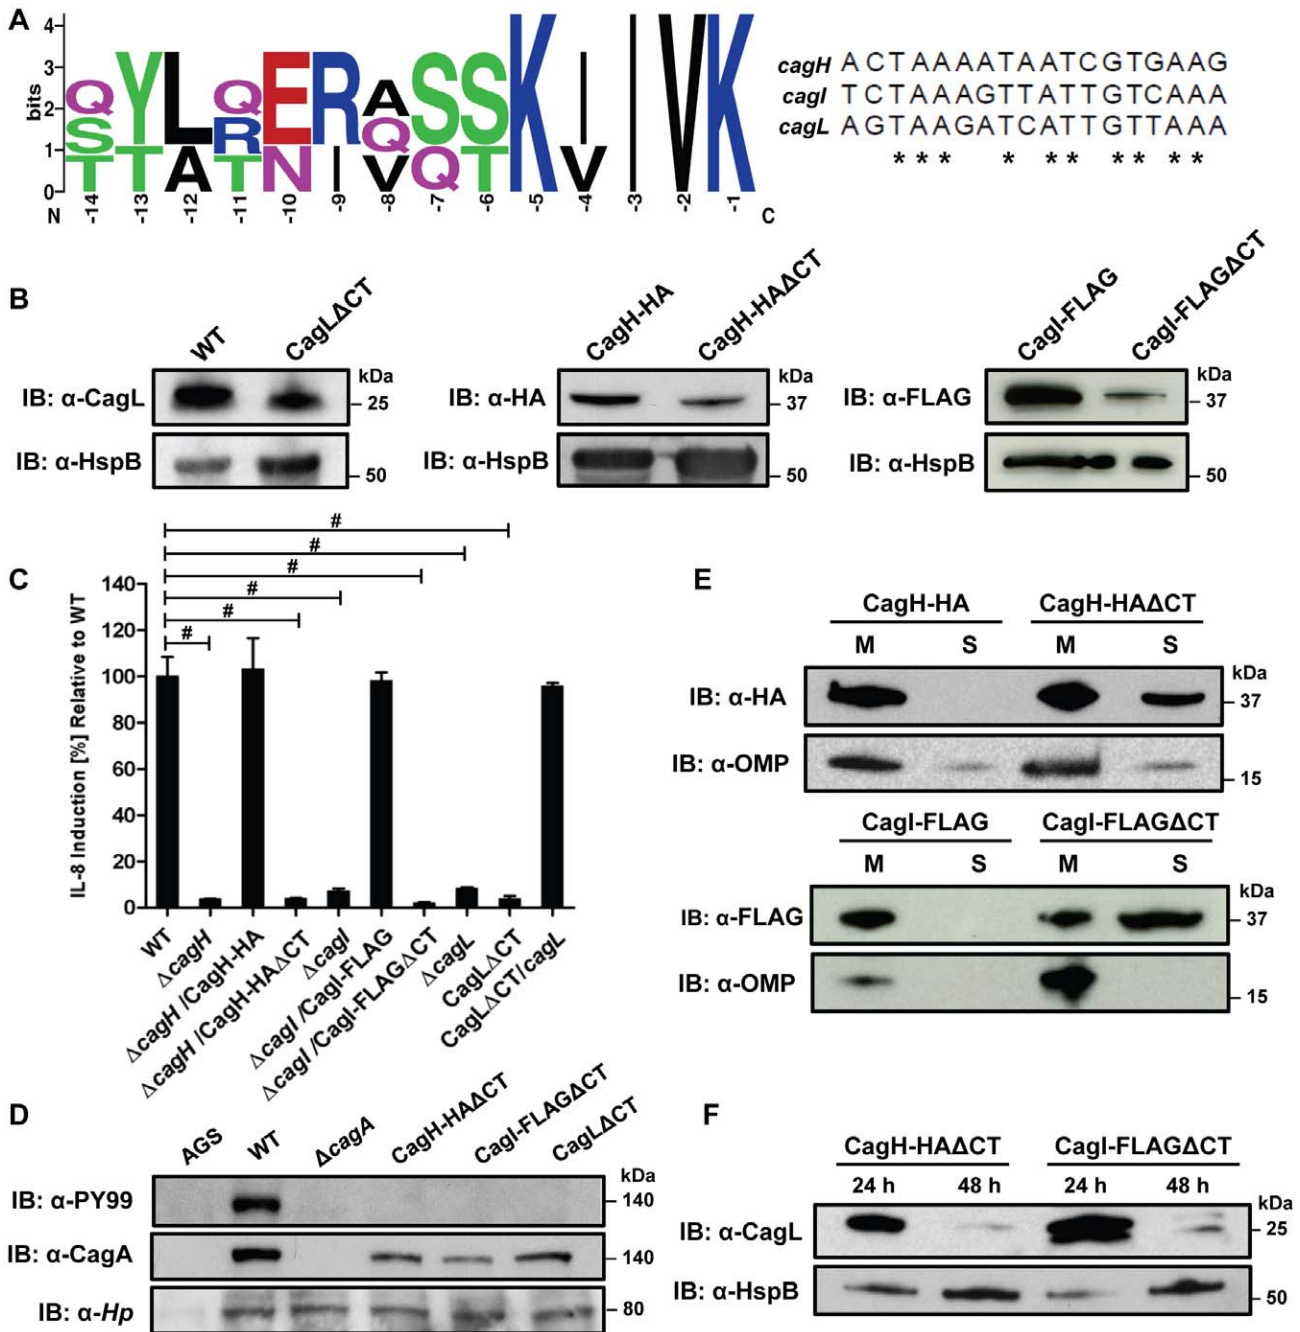 A
bits
4
3
2
1
0
Q S T
Y T
L A
Q R T
E N
R I
A Q V
S Q
S T
K
I V
I
V
K
N -14 -13 -12 -11 -10 -9 -8 -7 -6 -5 -4 -3 -2 -1 C
cagH ACTAAAATAATCGTGAAG
cagI TCTAAAGTTATTGTCAAA
cagL AGTAAGATCATTGTTAAA
* * * * * * * * * *
B
WT CagLΔCT
kDa
IB: α-CagL 25
IB: α-HspB 50
CagH-HA CagH-HAΔCT
kDa
IB: α-HA 37
IB: α-HspB 50
CagI-FLAG CagI-FLAGΔCT
kDa
IB: α-FLAG 37
IB: α-HspB 50
C
#
#
#
#
#
#
IL-8 Induction [%] Relative to WT
140
120
100
80
60
40
20
0
WT
ΔcagH
ΔcagH /CagH-HA
ΔcagH /CagH-HAΔCT
ΔcagI
ΔcagI /CagI-FLAG
ΔcagI /CagI-FLAGΔCT
ΔcagL
CagLΔCT
CagLΔCT/cagL
E
CagH-HA CagH-HAΔCT
M S M S
kDa
IB: α-HA 37
IB: α-OMP 15
CagI-FLAG CagI-FLAGΔCT
M S M S
kDa
IB: α-FLAG 37
IB: α-OMP 15
D
AGS WT ΔcagA CagH-HAΔCT CagI-FLAGΔCT CagLΔCT
kDa
IB: α-PY99 140
IB: α-CagA 140
IB: α-Hp 80
F
CagH-HAΔCT CagI-FLAGΔCT
24 h 48 h 24 h 48 h
kDa
IB: α-CagL 25
IB: α-HspB 50